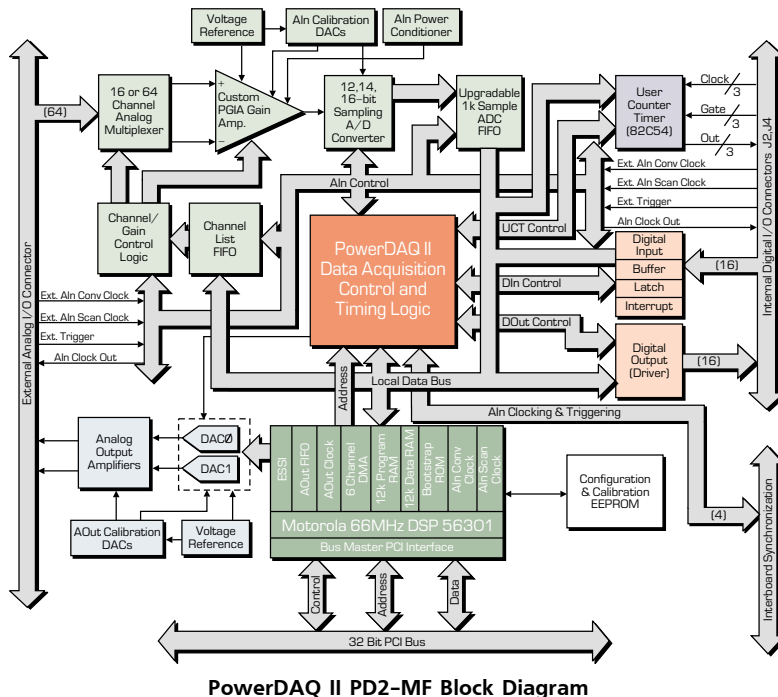 Voltage
Reference
AIn Calibration
DACs
AIn Power
Conditioner
(64)
16 or 64
Channel
Analog
Multiplexer
+
–
Custom
PGIA Gain
Amp.
12,14,
16-bit
Sampling
A/D
Converter
Upgradable
1k Sample
ADC
FIFO
User
Counter
Timer
(82C54)
Clock
3
Gate
3
Out
3
Ext. AIn Conv Clock
Ext. AIn Scan Clock
Ext. Trigger
AIn Clock Out
Internal Digital I/O Connectors J2,J4
External Analog I/O Connector
AIn Control
UCT Control
Channel/
Gain
Control
Logic
Channel
List
FIFO
PowerDAQ II
Data Acquisition
Control and
Timing Logic
Digital
Input
Buffer
Latch
Interrupt
(16)
DIn Control
DOut Control
Ext. AIn Conv Clock
Ext. AIn Scan Clock
Ext. Trigger
AIn Clock Out
Digital
Output
(Driver)
(16)
Address
Local Data Bus
AIn Clocking & Triggering
Analog
Output
Amplifiers
DAC0
DAC1
AOut Calibration
DACs
Voltage
Reference
ESSI
AOut FIFO
AOut Clock
6 Channel
DMA
12k Program
RAM
12k Data RAM
Bootstrap
ROM
AIn Conv
Clock
AIn Scan
Clock
Motorola 66MHz DSP 56301
Bus Master PCI Interface
Configuration
& Calibration
EEPROM
(4)
Interboard Synchronization
Control
Address
Data
32 Bit PCI Bus
PowerDAQ II PD2-MF Block Diagram